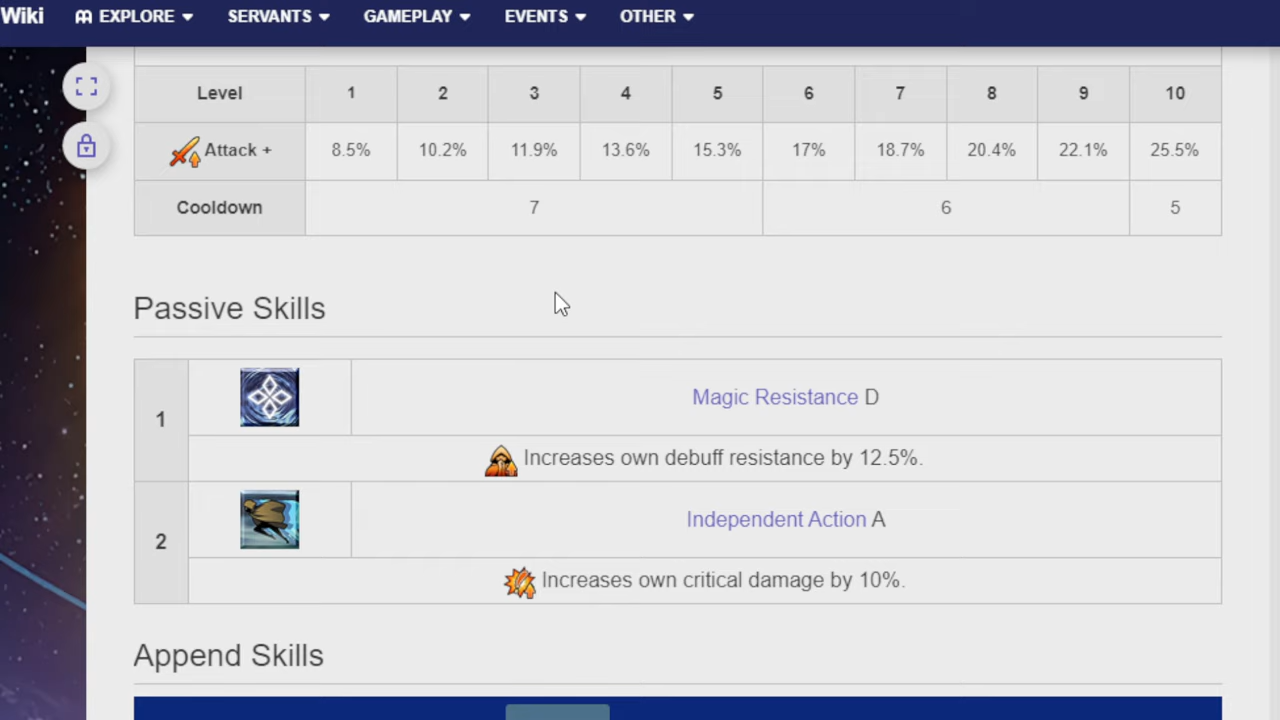 Wiki EXPLORE SERVANTS GAMEPLAY EVENTS OTHER
Level 1 2 3 4 5 6 7 8 9 10
Attack + 8.5% 10.2% 11.9% 13.6% 15.3% 17% 18.7% 20.4% 22.1% 25.5%
Cooldown 7 6 5
Passive Skills
1 Magic Resistance D
Increases own debuff resistance by 12.5%.
2 Independent Action A
Increases own critical damage by 10%.
Append Skills